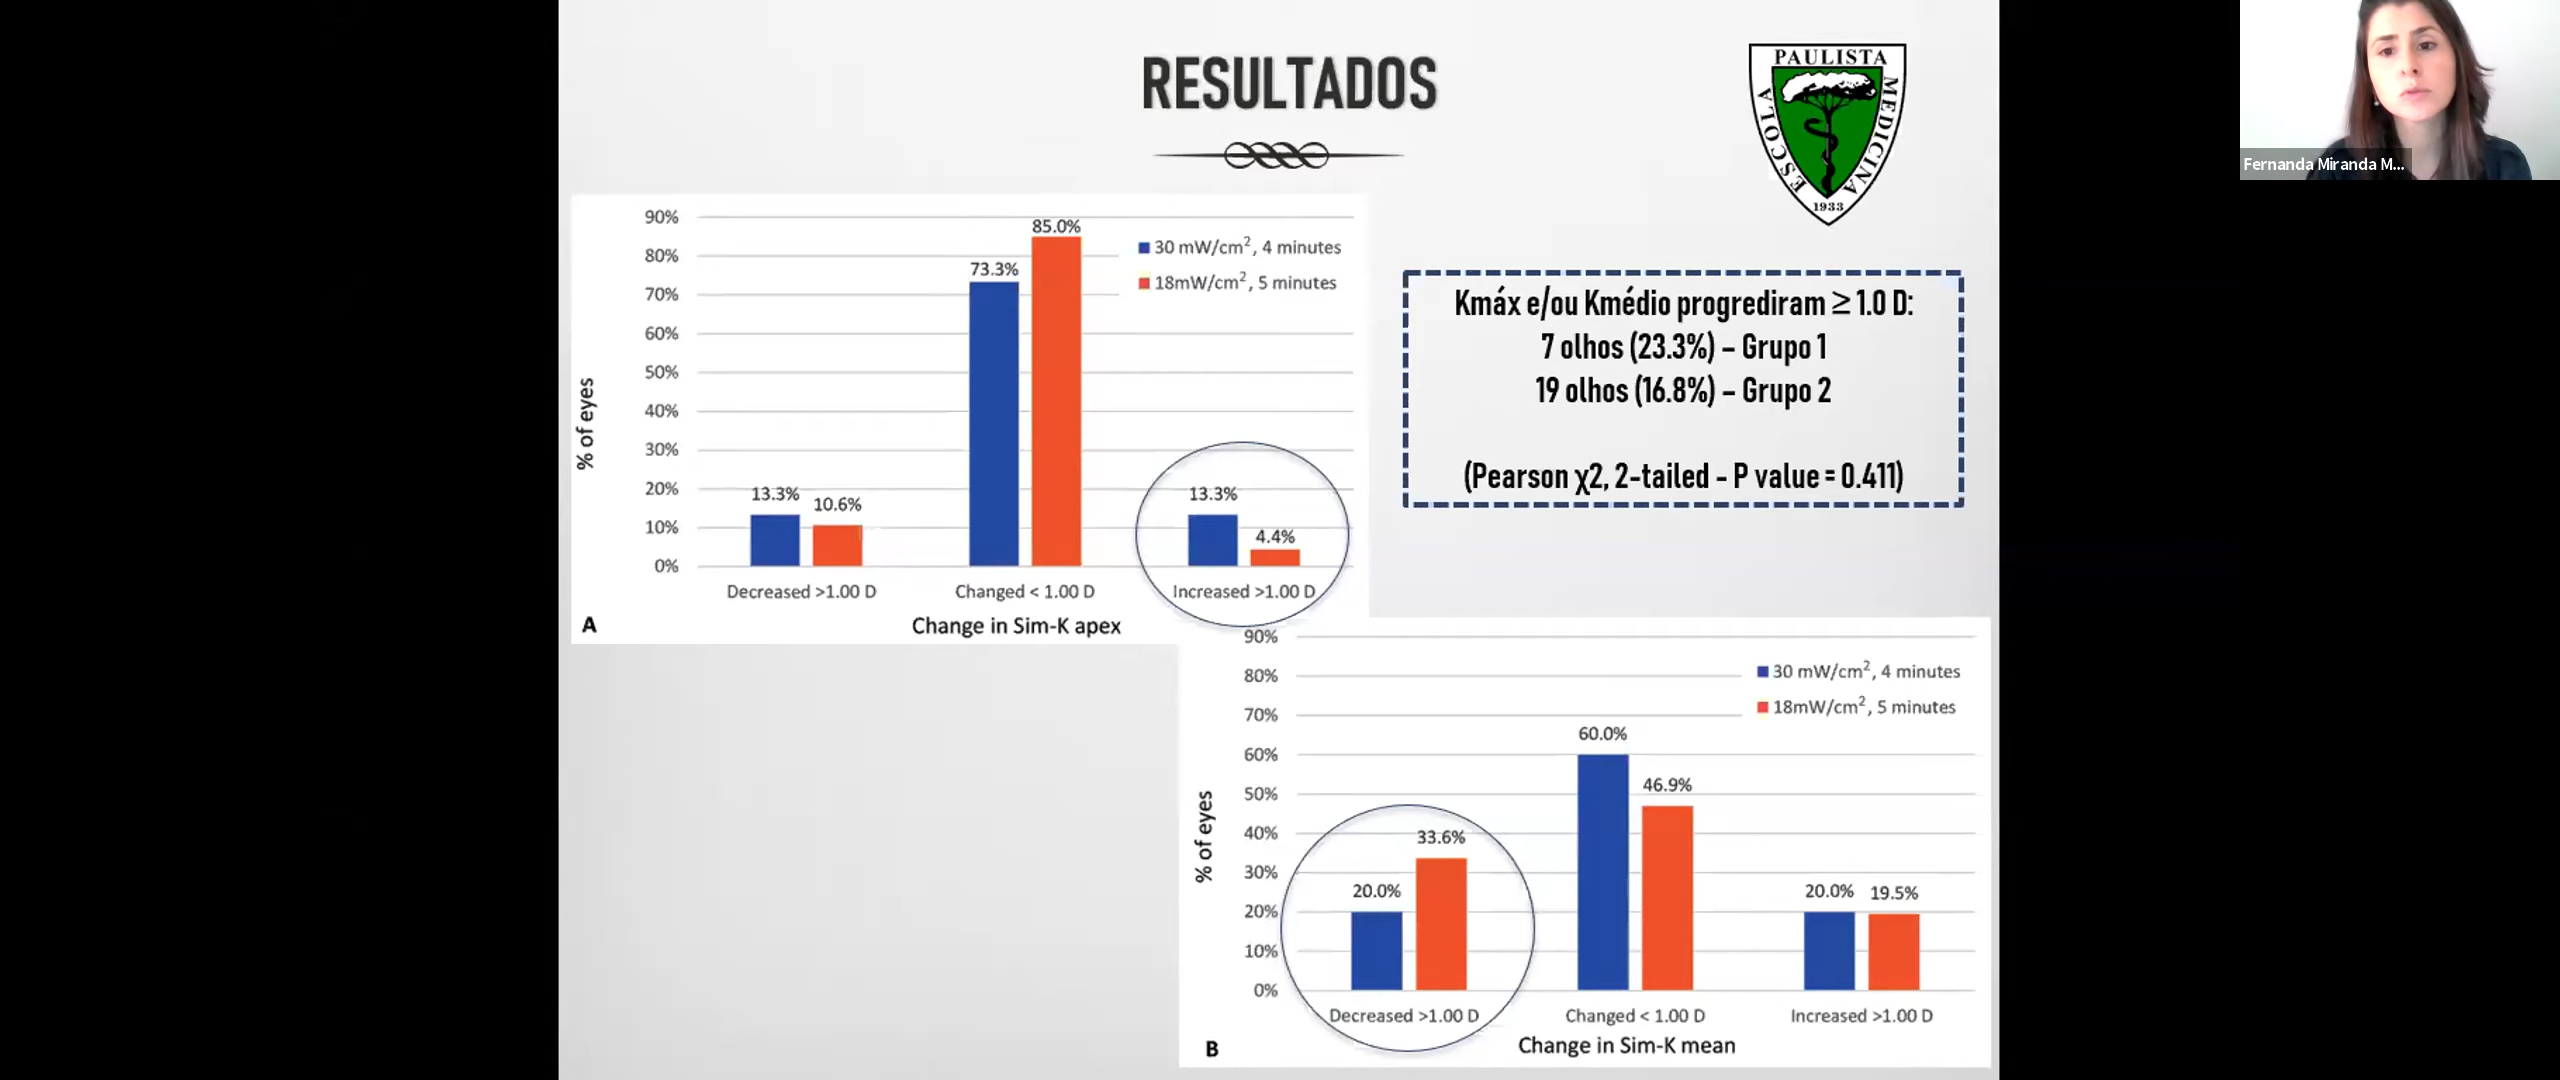 RESULTADOS
ESCOLA PAULISTA MEDICINA
1933
Fernanda Miranda M...
90%
80%
70%
60%
50%
40%
30%
20%
10%
0%
% of eyes
30 mW/cm², 4 minutes
18mW/cm², 5 minutes
13.3%
10.6%
73.3%
85.0%
13.3%
4.4%
Decreased >1.00 D
Changed < 1.00 D
Increased >1.00 D
A
Change in Sim-K apex
Kmáx e/ou Kmédio progrediram ≥ 1.0 D:
7 olhos (23.3%) – Grupo 1
19 olhos (16.8%) – Grupo 2
(Pearson χ2, 2-tailed - P value = 0.411)
90%
80%
70%
60%
50%
40%
30%
20%
10%
0%
% of eyes
30 mW/cm², 4 minutes
18mW/cm², 5 minutes
20.0%
33.6%
60.0%
46.9%
20.0%
19.5%
Decreased >1.00 D
Changed < 1.00 D
Increased >1.00 D
B
Change in Sim-K mean